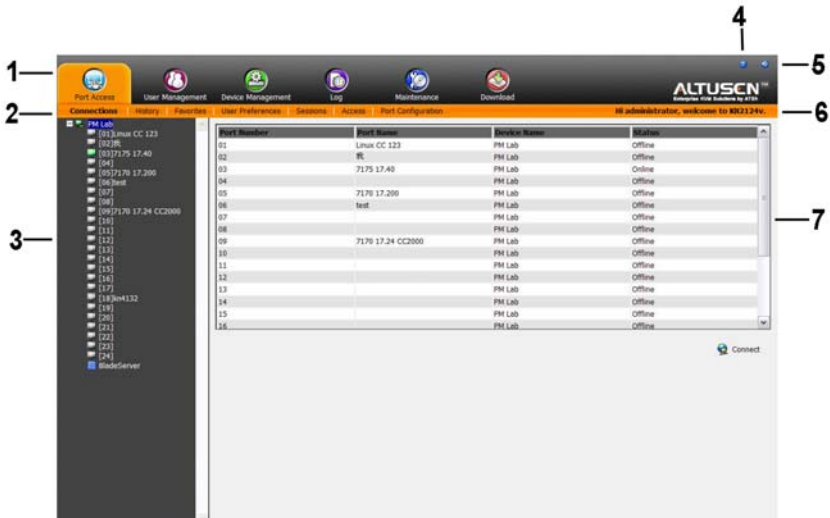 4
1
5
Port Access User Management Device Management Log Maintenance Download
ALTUSEN™
Enterprise KVM Solutions by ATEN
2
Connections History Favorites User Preferences Sessions Access Port Configuration
Hi administrator, welcome to KN2124v.
6
PM Lab
[01]Linux CC 123
[02]我
[03]7175 17.40
[04]
[05]7170 17.200
[06]test
[07]
[08]
[09]7170 17.24 CC2000
[10]
[11]
[12]
[13]
[14]
[15]
[16]
[17]
[18]kn4132
[19]
[20]
[21]
[22]
[23]
[24]
BladeServer
3
Port Number Port Name Device Name Status
01 Linux CC 123 PM Lab Offline
02 我 PM Lab Offline
03 7175 17.40 PM Lab Online
04 PM Lab Offline
05 7170 17.200 PM Lab Offline
06 test PM Lab Offline
07 PM Lab Offline
08 PM Lab Offline
09 7170 17.24 CC2000 PM Lab Offline
10 PM Lab Offline
11 PM Lab Offline
12 PM Lab Offline
13 PM Lab Offline
14 PM Lab Offline
15 PM Lab Offline
16 PM Lab Offline
7
Connect